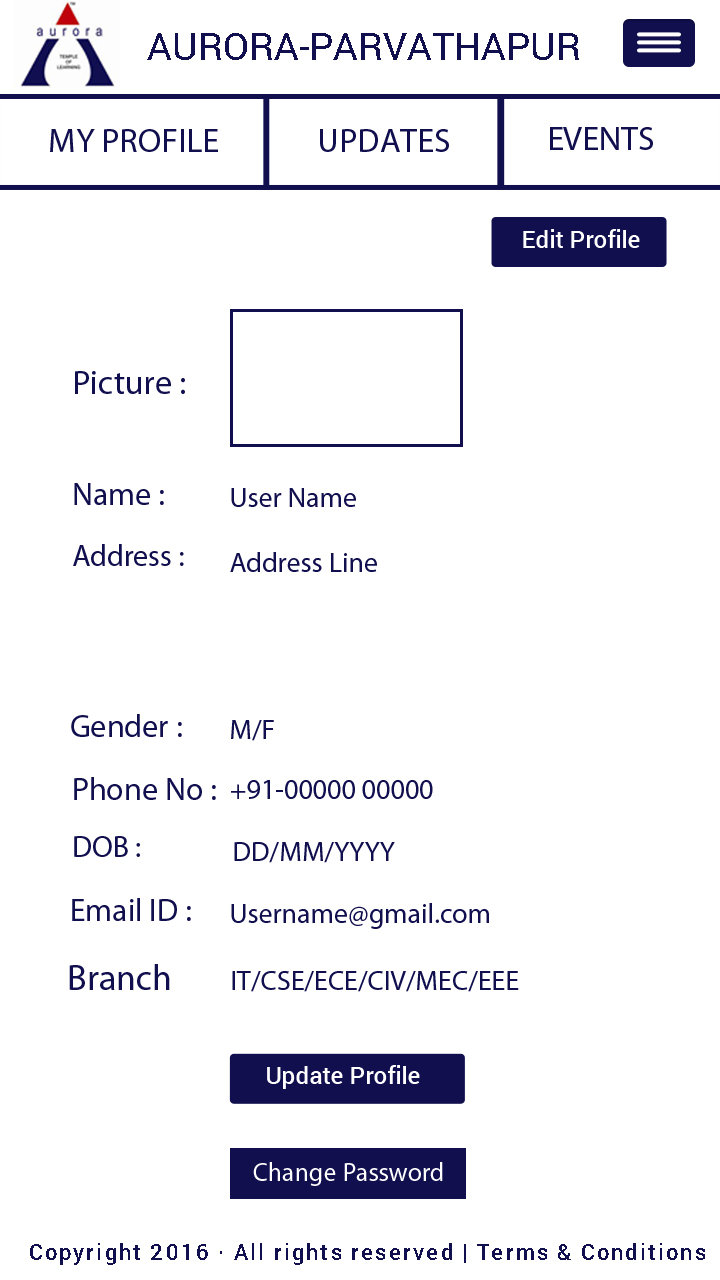 aurora
TEMPLE
OF
LEARNING
AURORA-PARVATHAPUR
MY PROFILE
UPDATES
EVENTS
Edit Profile
Picture :
Name : User Name
Address : Address Line
Gender : M/F
Phone No : +91-00000 00000
DOB : DD/MM/YYYY
Email ID : Username@gmail.com
Branch IT/CSE/ECE/CIV/MEC/EEE
Update Profile
Change Password
Copyright 2016 · All rights reserved | Terms & Conditions